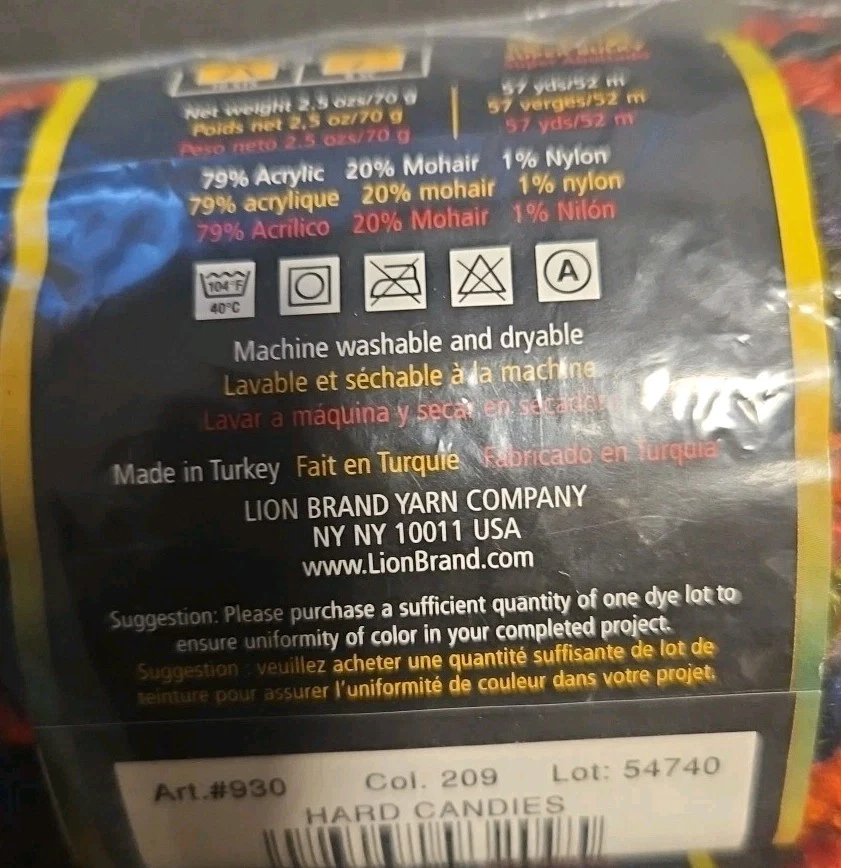 Net weight 2.5 ozs/70 g
Poids net 2,5 oz/70 g
Peso neto 2.5 ozs/70 g
57 yds/52 m
57 verges/52 m
57 yds/52 m
79% Acrylic 20% Mohair 1% Nylon
79% acrylique 20% mohair 1% nylon
79% Acrílico 20% Mohair 1% Nilón
104°F
40°C
A
Machine washable and dryable
Lavable et séchable à la machine
Lavar a máquina y secar en secador
Made in Turkey Fait en Turquie Fabricado en Turquia
LION BRAND YARN COMPANY
NY NY 10011 USA
www.LionBrand.com
Suggestion: Please purchase a sufficient quantity of one dye lot to
ensure uniformity of color in your completed project.
Suggestion : veuillez acheter une quantité suffisante de lot de
teinture pour assurer l'uniformité de couleur dans votre projet.
Art.#930 Col. 209 Lot: 54740
HARD CANDIES